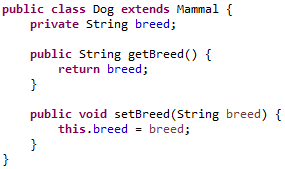 public class Dog extends Mammal {
    private String breed;

    public String getBreed() {
        return breed;
    }

    public void setBreed(String breed) {
        this.breed = breed;
    }
}